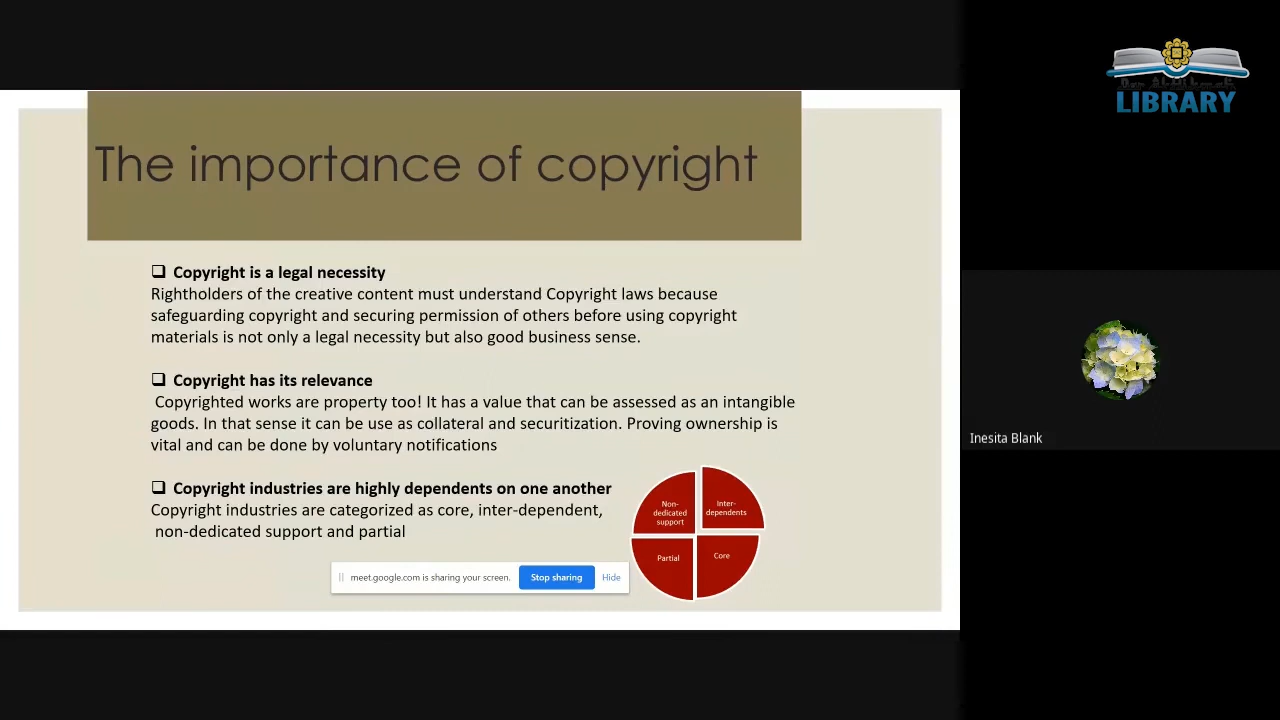 The importance of copyright
Copyright is a legal necessity
Rightholders of the creative content must understand Copyright laws because
safeguarding copyright and securing permission of others before using copyright
materials is not only a legal necessity but also good business sense.
Copyright has its relevance
Copyrighted works are property too! It has a value that can be assessed as an intangible
goods. In that sense it can be use as collateral and securitization. Proving ownership is
vital and can be done by voluntary notifications
Copyright industries are highly dependents on one another
Copyright industries are categorized as core, inter-dependent,
non-dedicated support and partial
Non-
dedicated
support
Inter-
dependents
Partial
Core
meet.google.com is sharing your screen.
Stop sharing
Hide
LIBRARY
Inesita Blank